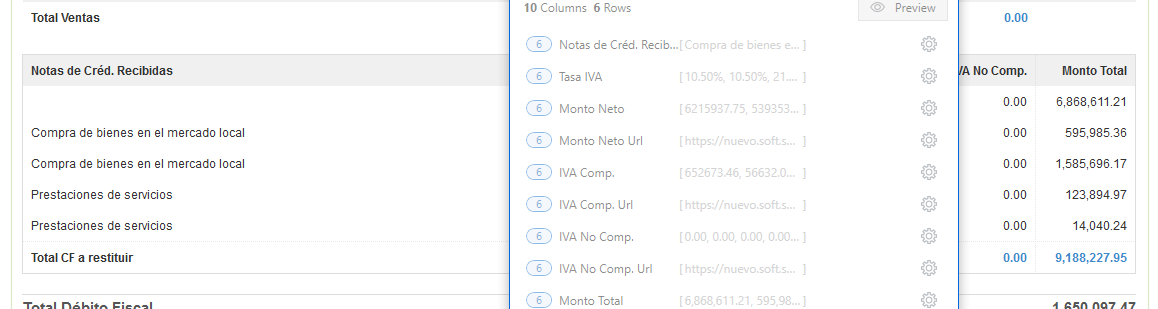 Total Ventas
0.00
10 Columns 6 Rows
Preview
Notas de Créd. Recibidas
IVA No Comp. Monto Total
0.00 6,868,611.21
Compra de bienes en el mercado local
0.00 595,985.36
Compra de bienes en el mercado local
0.00 1,585,696.17
Prestaciones de servicios
0.00 123,894.97
Prestaciones de servicios
0.00 14,040.24
Total CF a restituir
0.00 9,188,227.95
Total Débito Fiscal
1,650,097.47
6 Notas de Créd. Recib... [Compra de bienes e... ]
6 Tasa IVA [ 10.50%, 10.50%, 21.... ]
6 Monto Neto [ 6215937.75, 539353... ]
6 Monto Neto Url [ https://nuevo.soft.s... ]
6 IVA Comp. [ 652673.46, 56632.0... ]
6 IVA Comp. Url [ https://nuevo.soft.s... ]
6 IVA No Comp. [ 0.00, 0.00, 0.00, 0.00... ]
6 IVA No Comp. Url [ https://nuevo.soft.s... ]
6 Monto Total [ 6,868,611.21, 595,98... ]